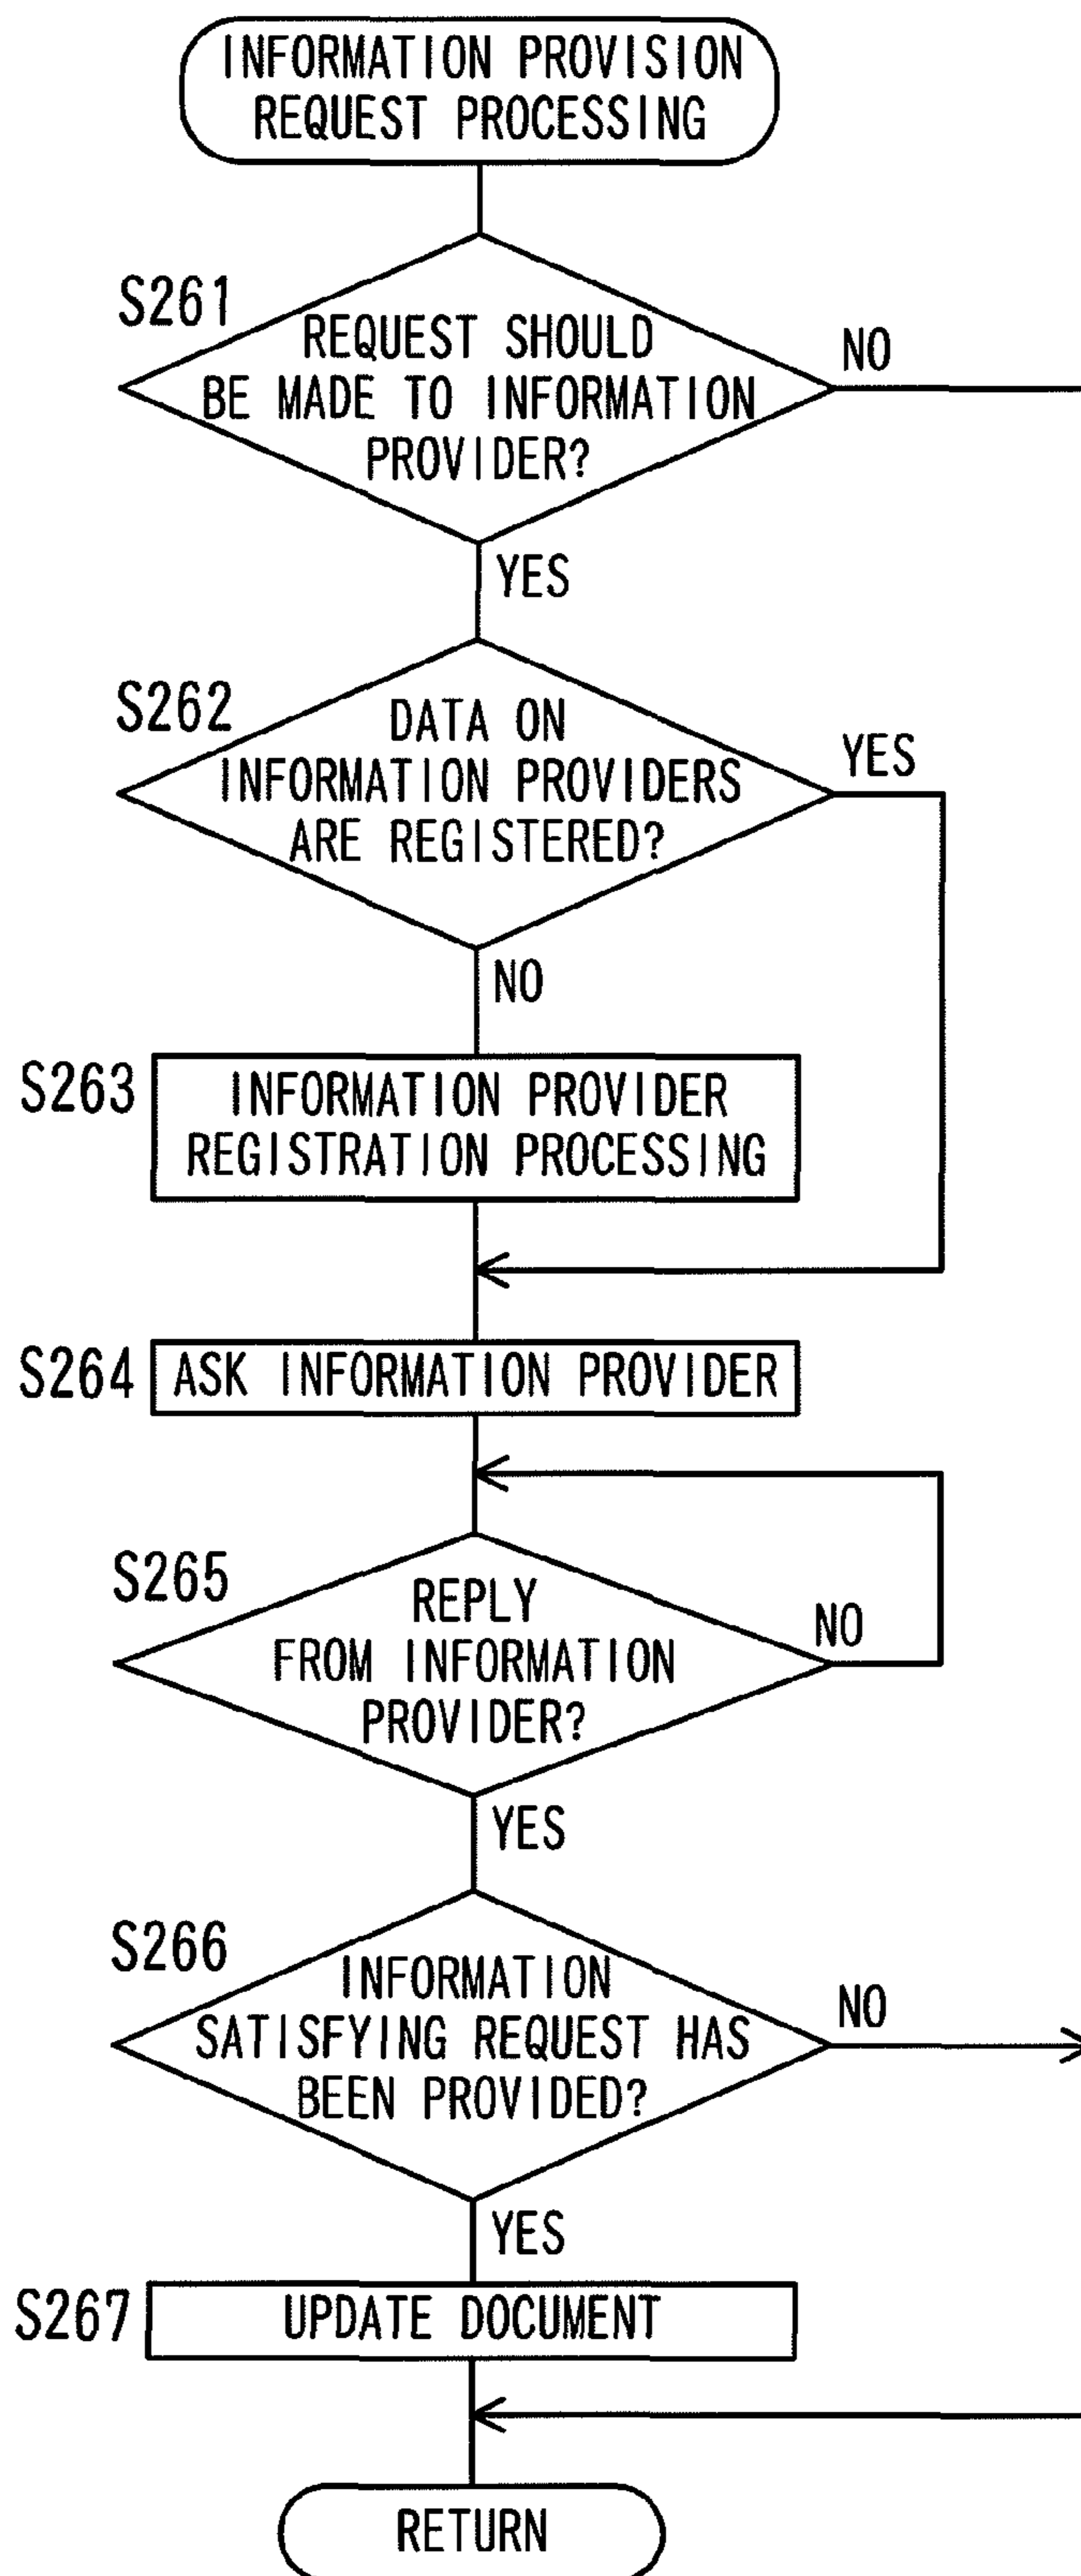 INFORMATION PROVISION
REQUEST PROCESSING
S261
REQUEST SHOULD
BE MADE TO INFORMATION
PROVIDER?
NO
YES
S262
DATA ON
INFORMATION PROVIDERS
ARE REGISTERED?
YES
NO
S263
INFORMATION PROVIDER
REGISTRATION PROCESSING
S264
ASK INFORMATION PROVIDER
S265
REPLY
FROM INFORMATION
PROVIDER?
NO
YES
S266
INFORMATION
SATISFYING REQUEST HAS
BEEN PROVIDED?
NO
YES
S267
UPDATE DOCUMENT
RETURN